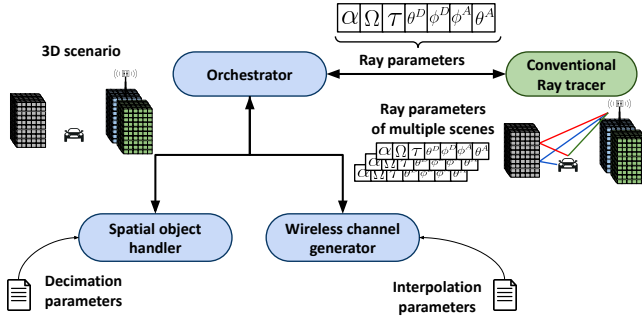 α Ω τ θ^D ϕ^D ϕ^A θ^A
3D scenario
Orchestrator
Ray parameters
Conventional
Ray tracer
Ray parameters
of multiple scenes
α Ω τ θ^D ϕ^D ϕ^A θ^A
Spatial object
handler
Wireless channel
generator
Decimation
parameters
Interpolation
parameters